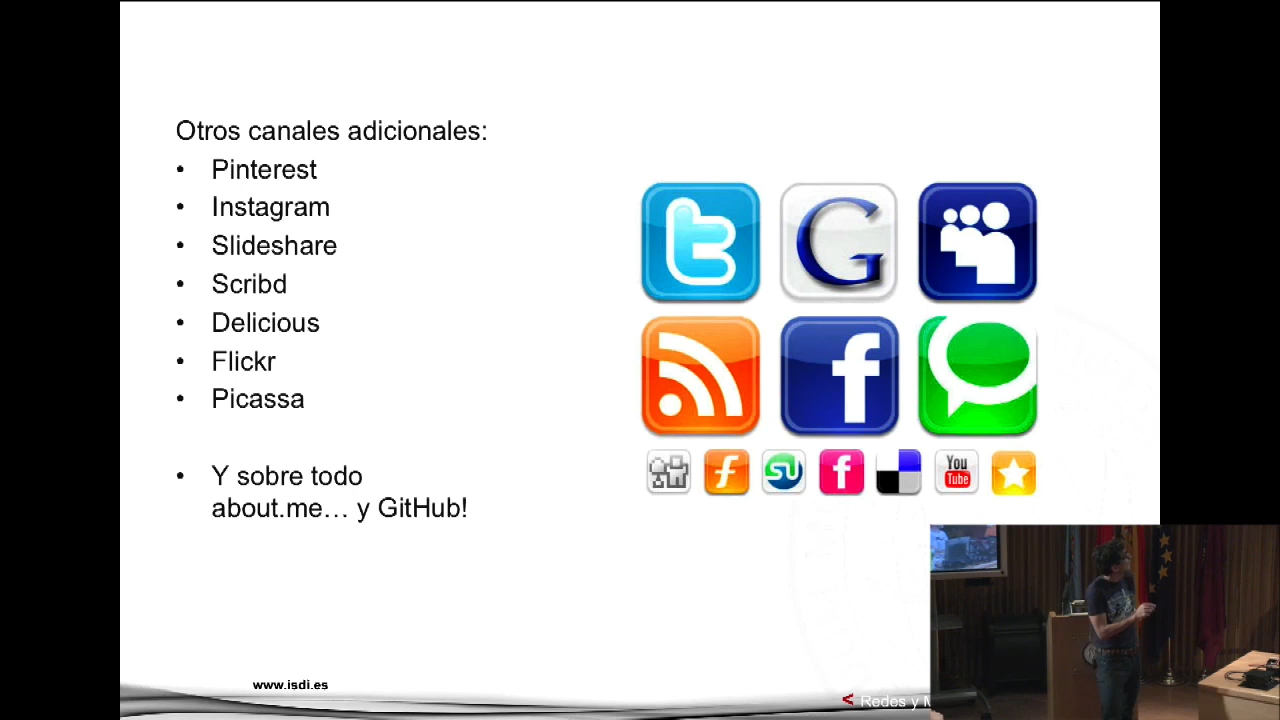 Otros canales adicionales:
• Pinterest
• Instagram
• Slideshare
• Scribd
• Delicious
• Flickr
• Picassa
• Y sobre todo
about.me… y GitHub!
You
Tube
www.isdi.es
< Redes y